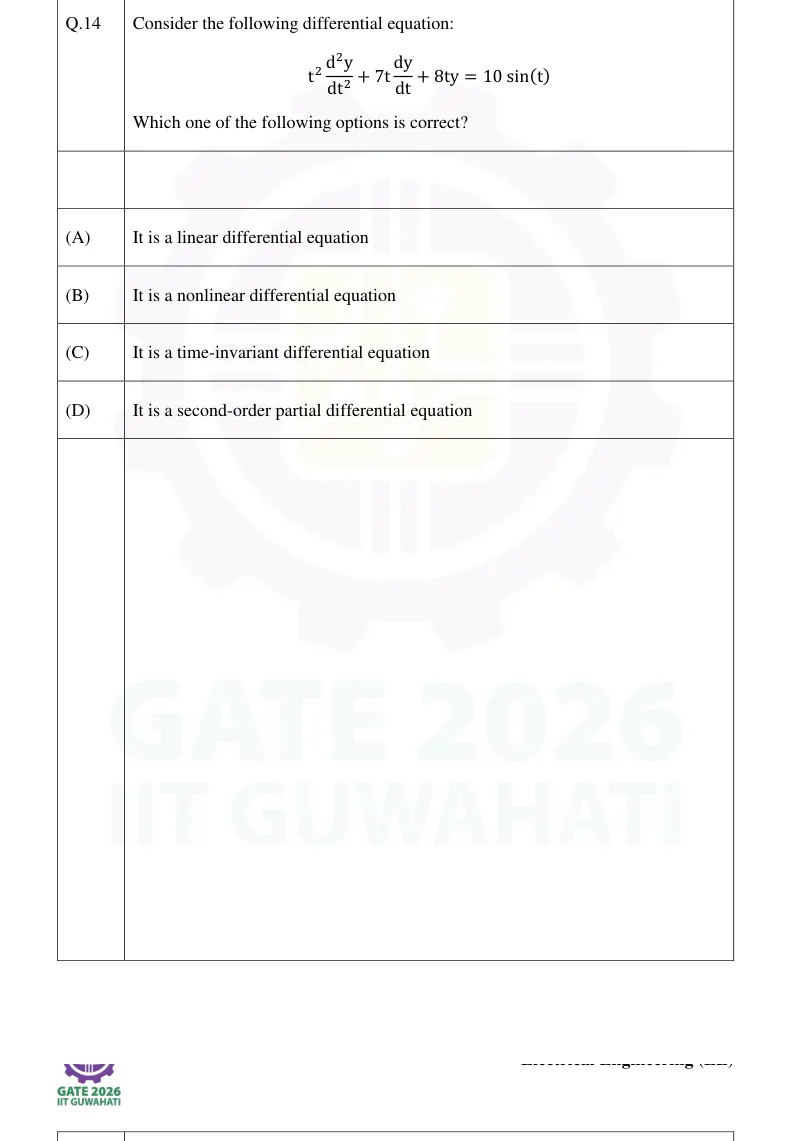 Q.14 Consider the following differential equation:
t² d²y/dt² + 7t dy/dt + 8ty = 10 sin(t)
Which one of the following options is correct?
(A) It is a linear differential equation
(B) It is a nonlinear differential equation
(C) It is a time-invariant differential equation
(D) It is a second-order partial differential equation
GATE 2026
IIT GUWAHATI
GATE 2026
IIT GUWAHATI